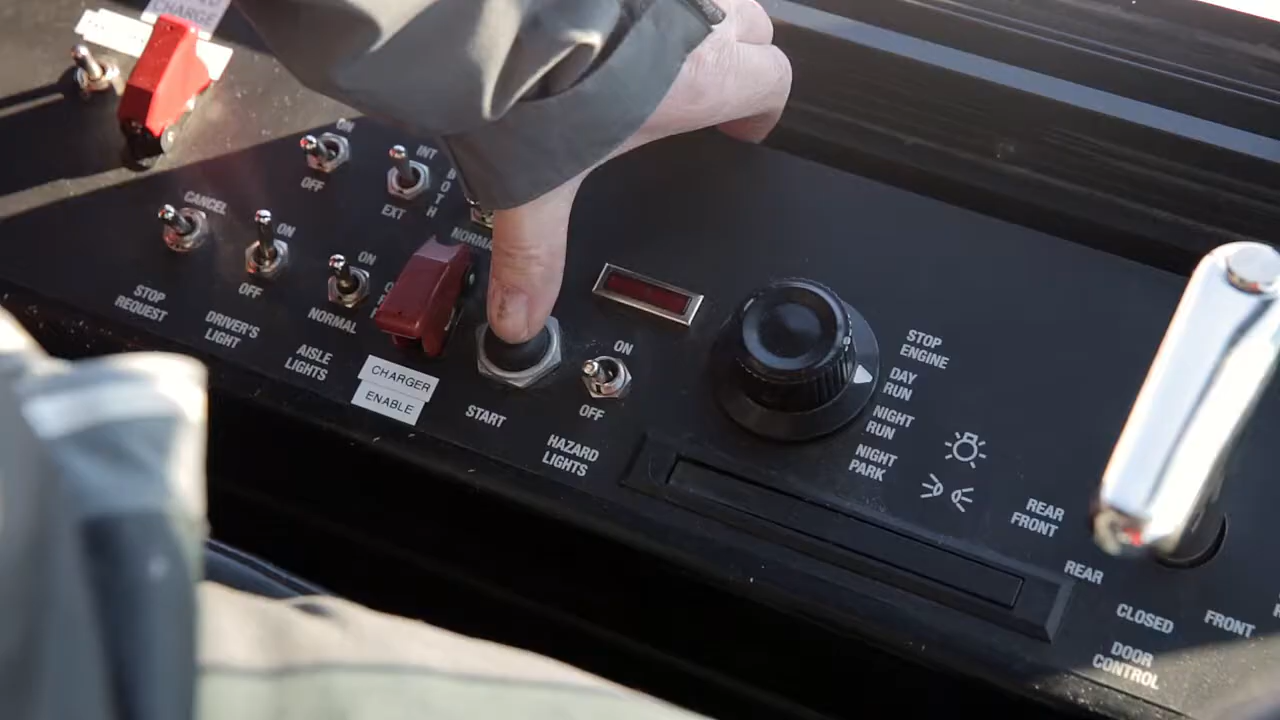 CHARGE
ON
OFF
INT
BOTH
EXT
CANCEL
STOP
REQUEST
ON
OFF
DRIVER'S
LIGHT
ON
NORMAL
AISLE
LIGHTS
CHARGER
ENABLE
START
ON
OFF
HAZARD
LIGHTS
STOP
ENGINE
DAY
RUN
NIGHT
RUN
NIGHT
PARK
REAR
FRONT
REAR
CLOSED
FRONT
DOOR
CONTROL